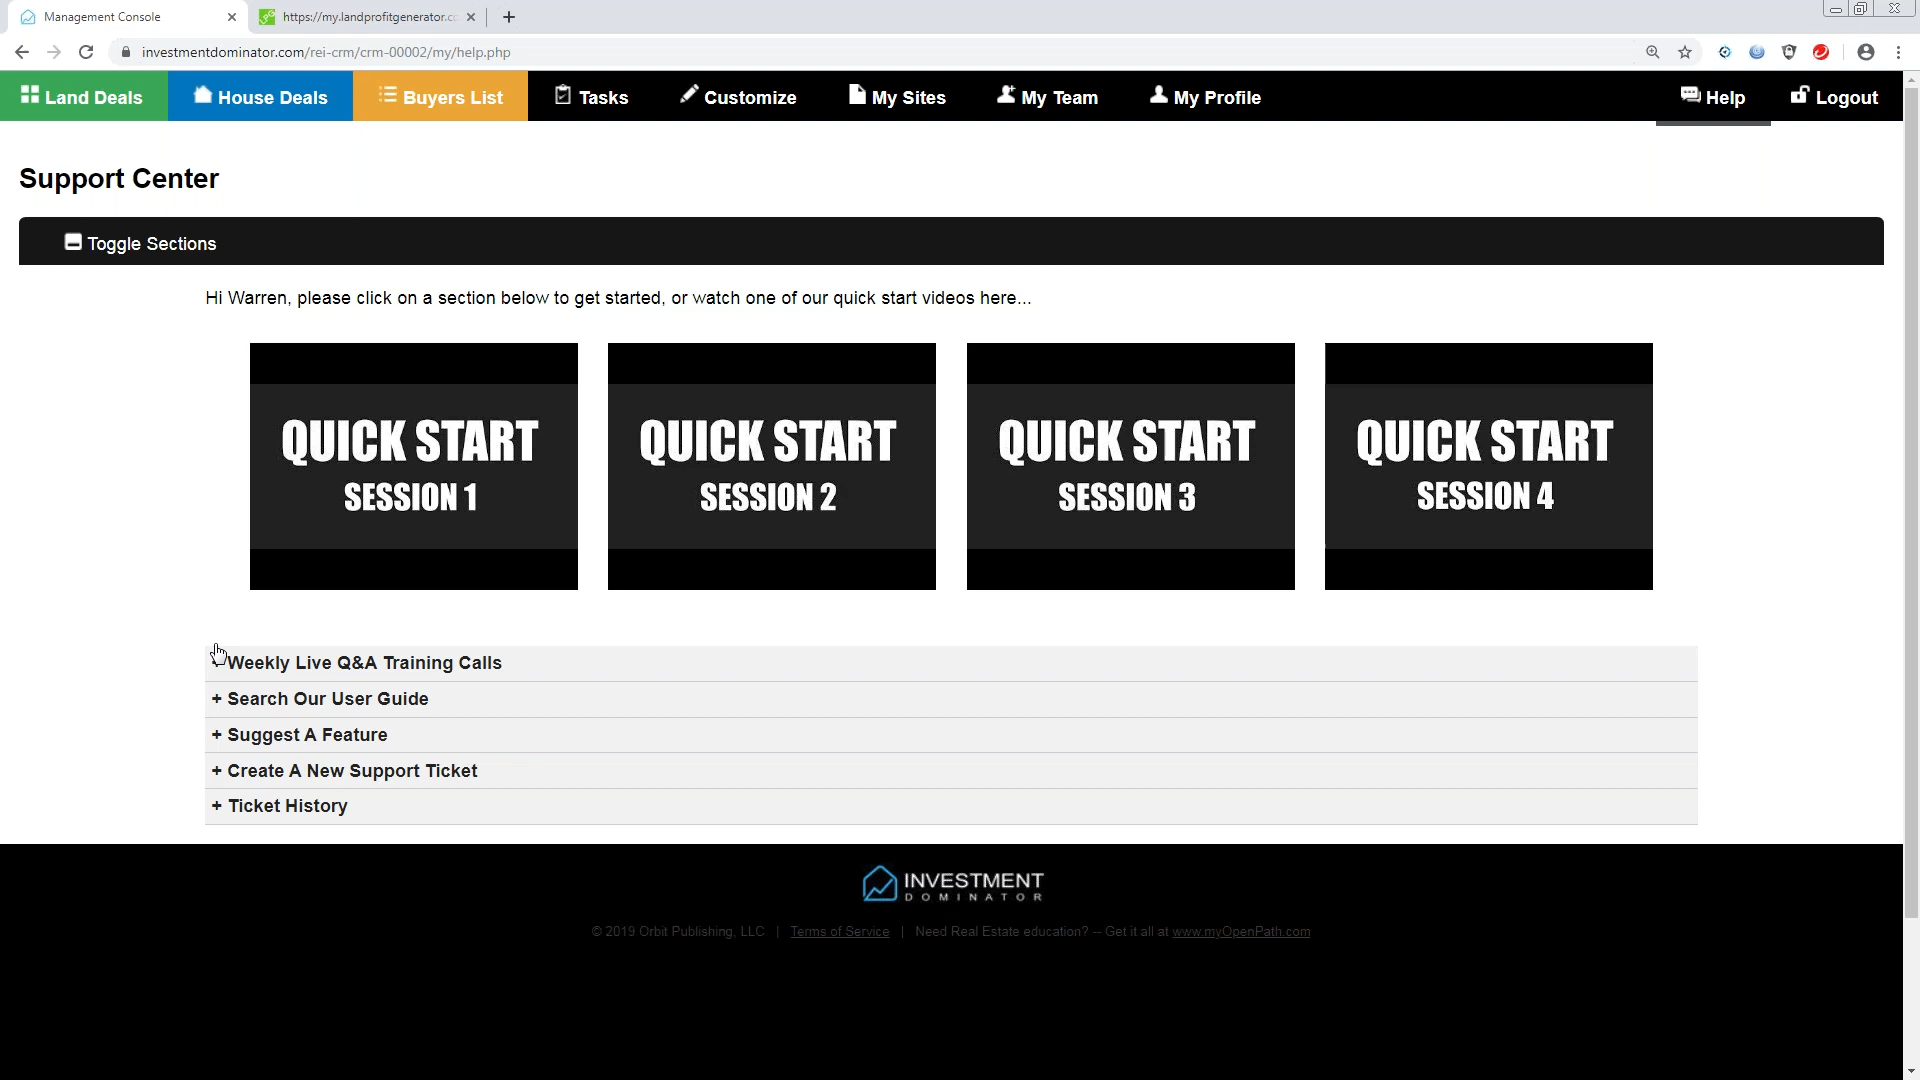 Management Console
https://my.landprofitgenerator.cc
investmentdominator.com/rei-crm/crm-00002/my/help.php
Land Deals
House Deals
Buyers List
Tasks
Customize
My Sites
My Team
My Profile
Help
Logout
Support Center
Toggle Sections
Hi Warren, please click on a section below to get started, or watch one of our quick start videos here...
QUICK START
SESSION 1
QUICK START
SESSION 2
QUICK START
SESSION 3
QUICK START
SESSION 4
Weekly Live Q&A Training Calls
+ Search Our User Guide
+ Suggest A Feature
+ Create A New Support Ticket
+ Ticket History
INVESTMENT
DOMINATOR
© 2019 Orbit Publishing, LLC | Terms of Service | Need Real Estate education? -- Get it all at www.myOpenPath.com